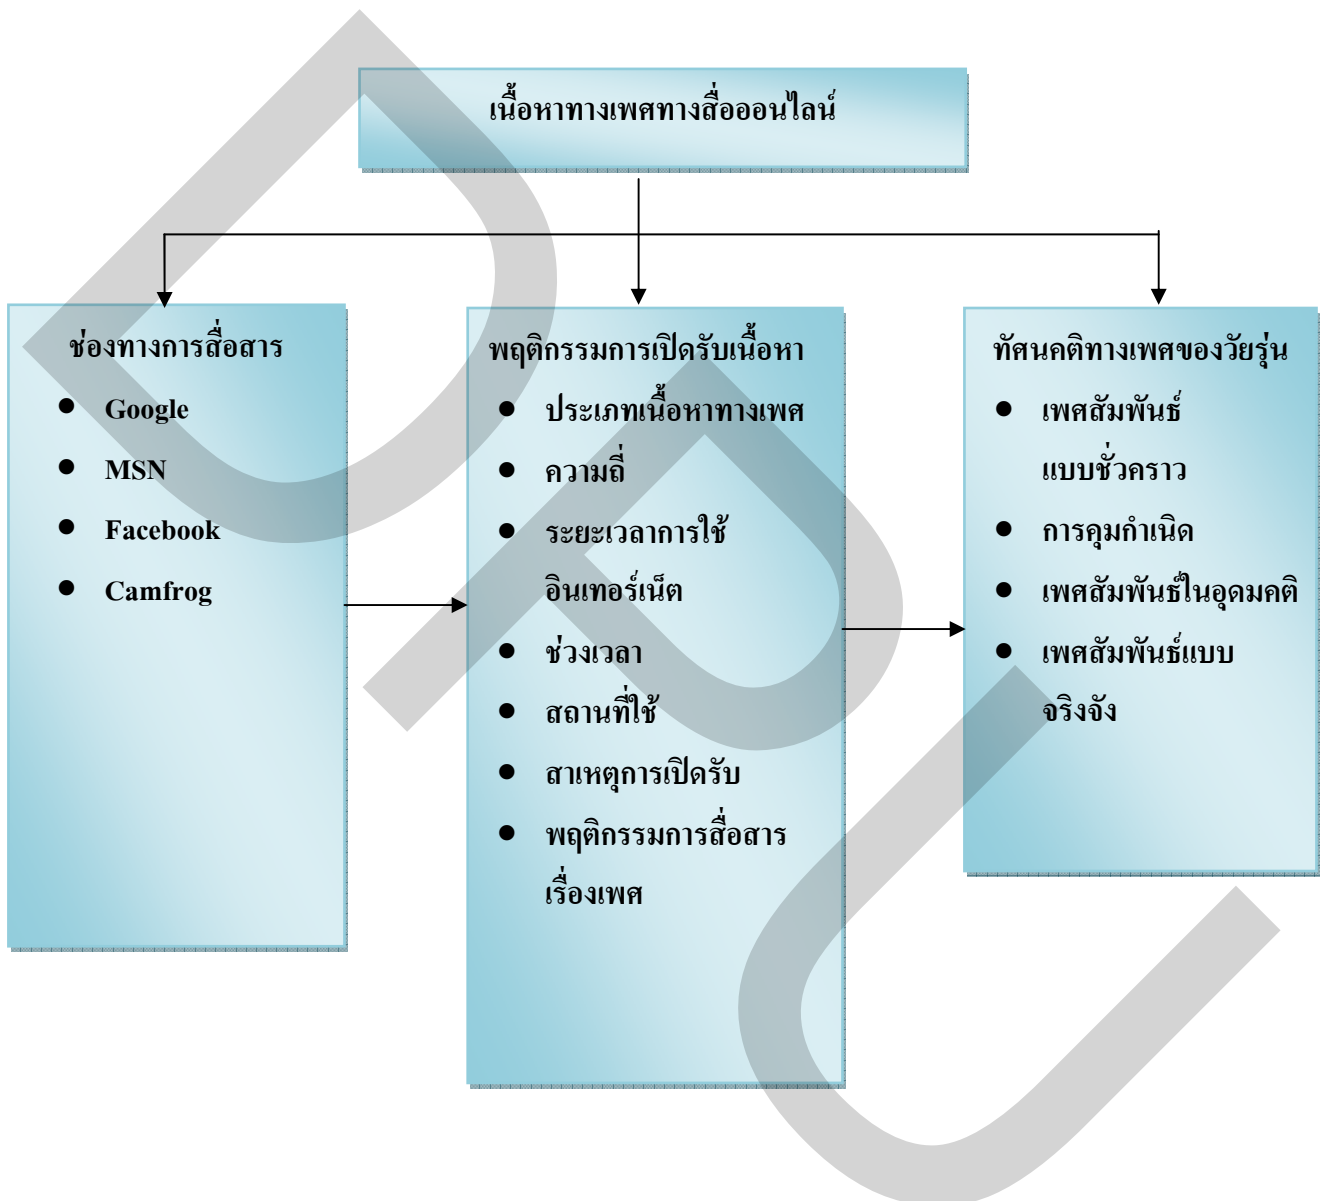 เนื้อหาทางเพศทางสื่อออนไลน์
ช่องทางการสื่อสาร
● Google
● MSN
● Facebook
● Camfrog
พฤติกรรมการเปิดรับเนื้อหา
● ประเภทเนื้อหาทางเพศ
● ความถี่
● ระยะเวลาการใช้
อินเทอร์เน็ต
● ช่วงเวลา
● สถานที่ใช้
● สาเหตุการเปิดรับ
● พฤติกรรมการสื่อสาร
เรื่องเพศ
ทัศนคติทางเพศของวัยรุ่น
● เพศสัมพันธ์
แบบชั่วคราว
● การคุมกำเนิด
● เพศสัมพันธ์ในอุดมคติ
● เพศสัมพันธ์แบบ
จริงจัง
DPU